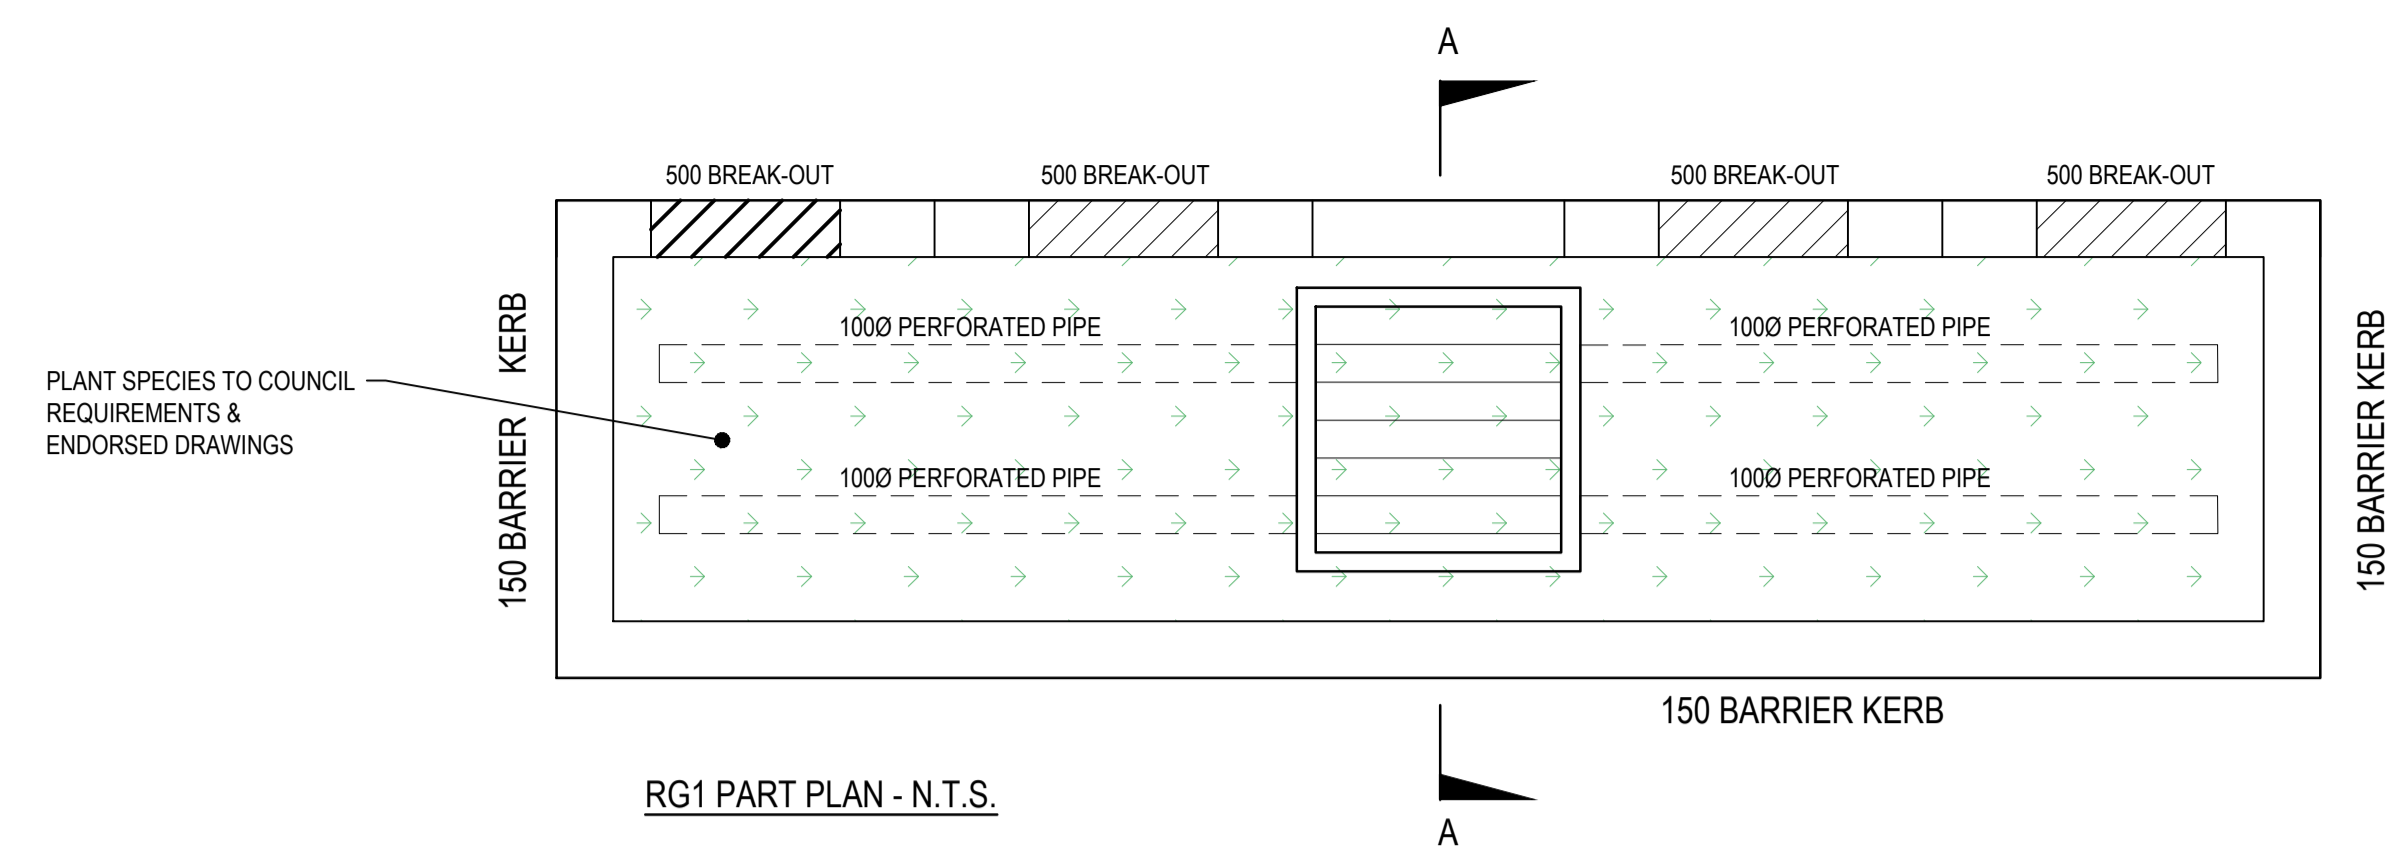 A
500 BREAK-OUT
500 BREAK-OUT
500 BREAK-OUT
500 BREAK-OUT
150 BARRIER KERB
100Ø PERFORATED PIPE
100Ø PERFORATED PIPE
150 BARRIER KERB
PLANT SPECIES TO COUNCIL
REQUIREMENTS &
ENDORSED DRAWINGS
100Ø PERFORATED PIPE
100Ø PERFORATED PIPE
150 BARRIER KERB
RG1 PART PLAN - N.T.S.
A